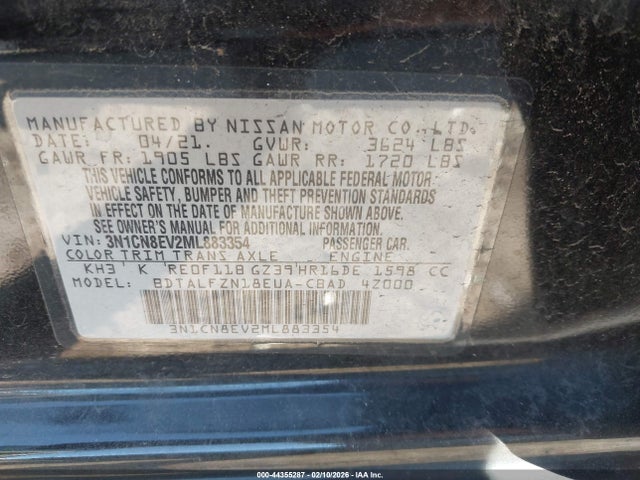 MANUFACTURED BY NISSAN MOTOR CO., LTD.
DATE: 04/21. GVWR: 3624 LBS
GAWR FR: 1905 LBS GAWR RR: 1720 LBS
THIS VEHICLE CONFORMS TO ALL APPLICABLE FEDERAL MOTOR
VEHICLE SAFETY, BUMPER AND THEFT PREVENTION STANDARDS
IN EFFECT ON THE DATE OF MANUFACTURE SHOWN ABOVE.
SEE OWNER'S MANUAL FOR ADDITIONAL INFORMATION.
VIN: 3N1CN8EV2ML883354 PASSENGER CAR.
COLOR TRIM TRANS AXLE ENGINE
KH3 K RE0F11B GZ39 HR16DE 1598 CC
MODEL: BDTALFZN18EUA-CBAD 4Z000
3N1CN8EV2ML883354
000-44355287 - 02/10/2026 - IAA Inc.